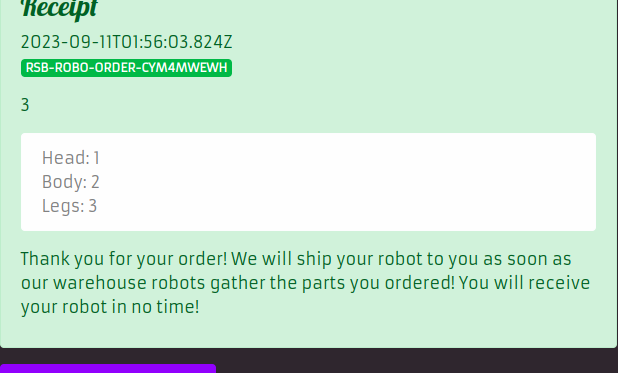 Receipt
2023-09-11T01:56:03.824Z
RSB-ROBO-ORDER-CYM4MWEWH
3
Head: 1
Body: 2
Legs: 3
Thank you for your order! We will ship your robot to you as soon as
our warehouse robots gather the parts you ordered! You will receive
your robot in no time!